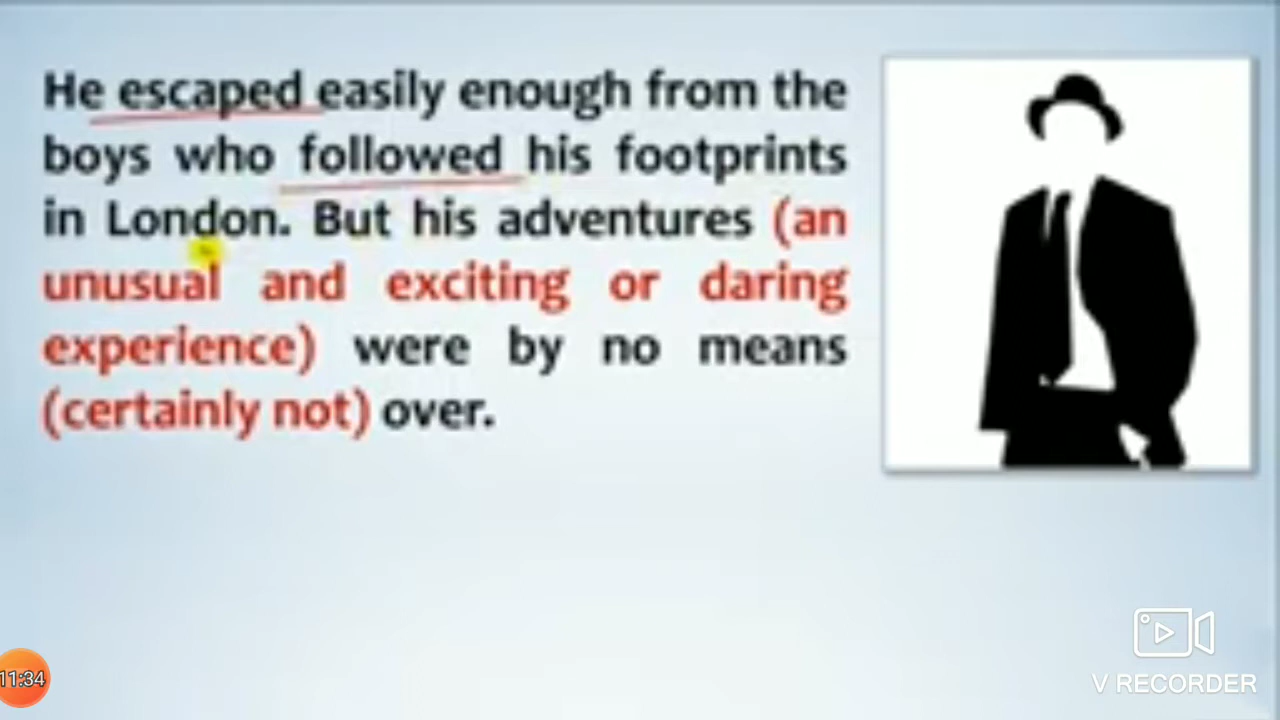 He escaped easily enough from the
boys who followed his footprints
in London. But his adventures (an
unusual and exciting or daring
experience) were by no means
(certainly not) over.
11:34
V RECORDER